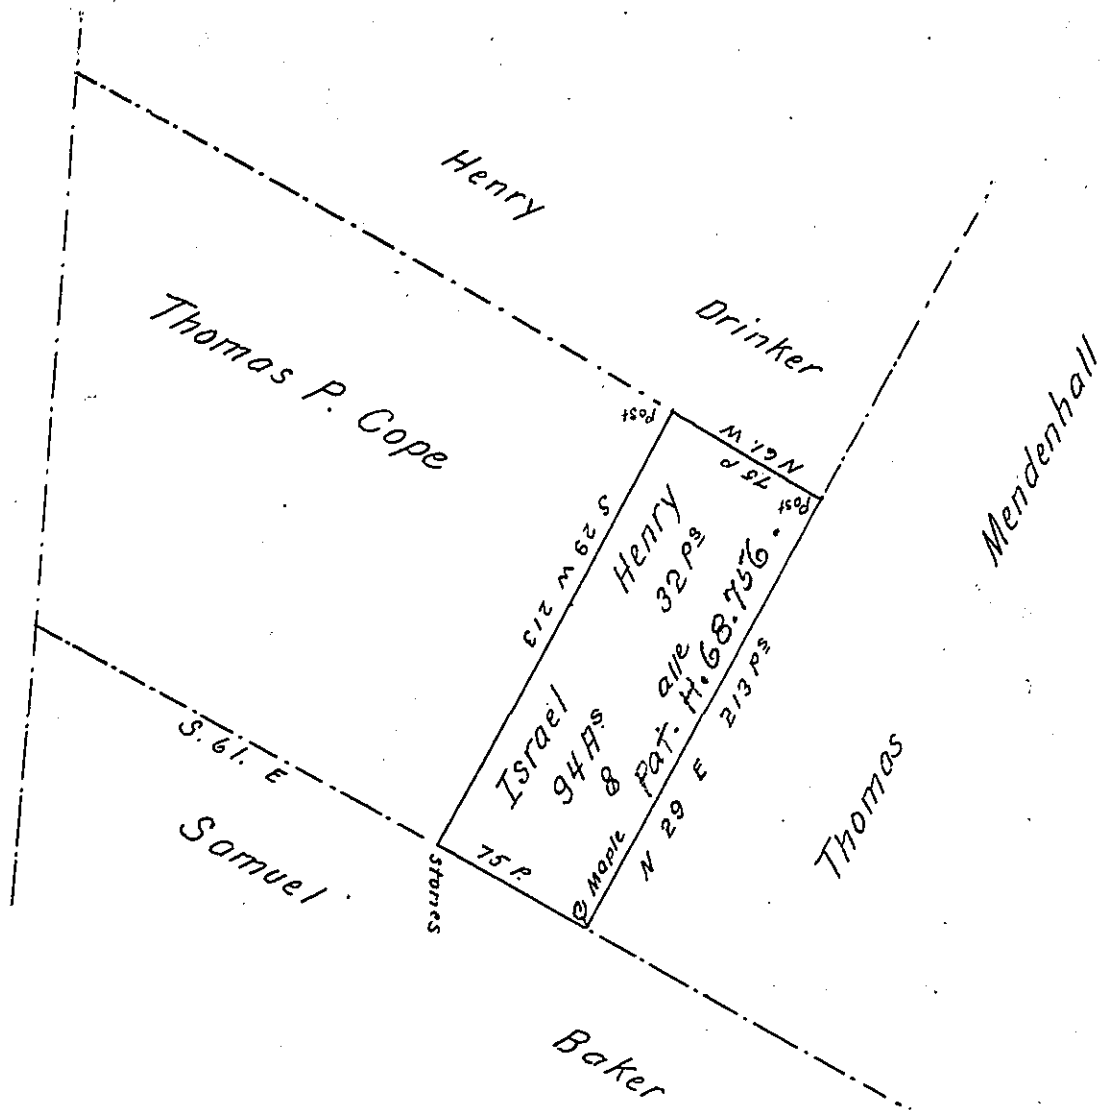 Henry
Drinker
Thomas P. Cope
Mendenhall
Thomas
Post
N 61. W
75 P
Post
S 29 W 213
Israel Henry
94 As. 32 Ps
& alle
Pat. H. 68. 756.
N 29 E 213 Ps
Maple
75 P.
Stones
S. 61. E
Samuel
Baker